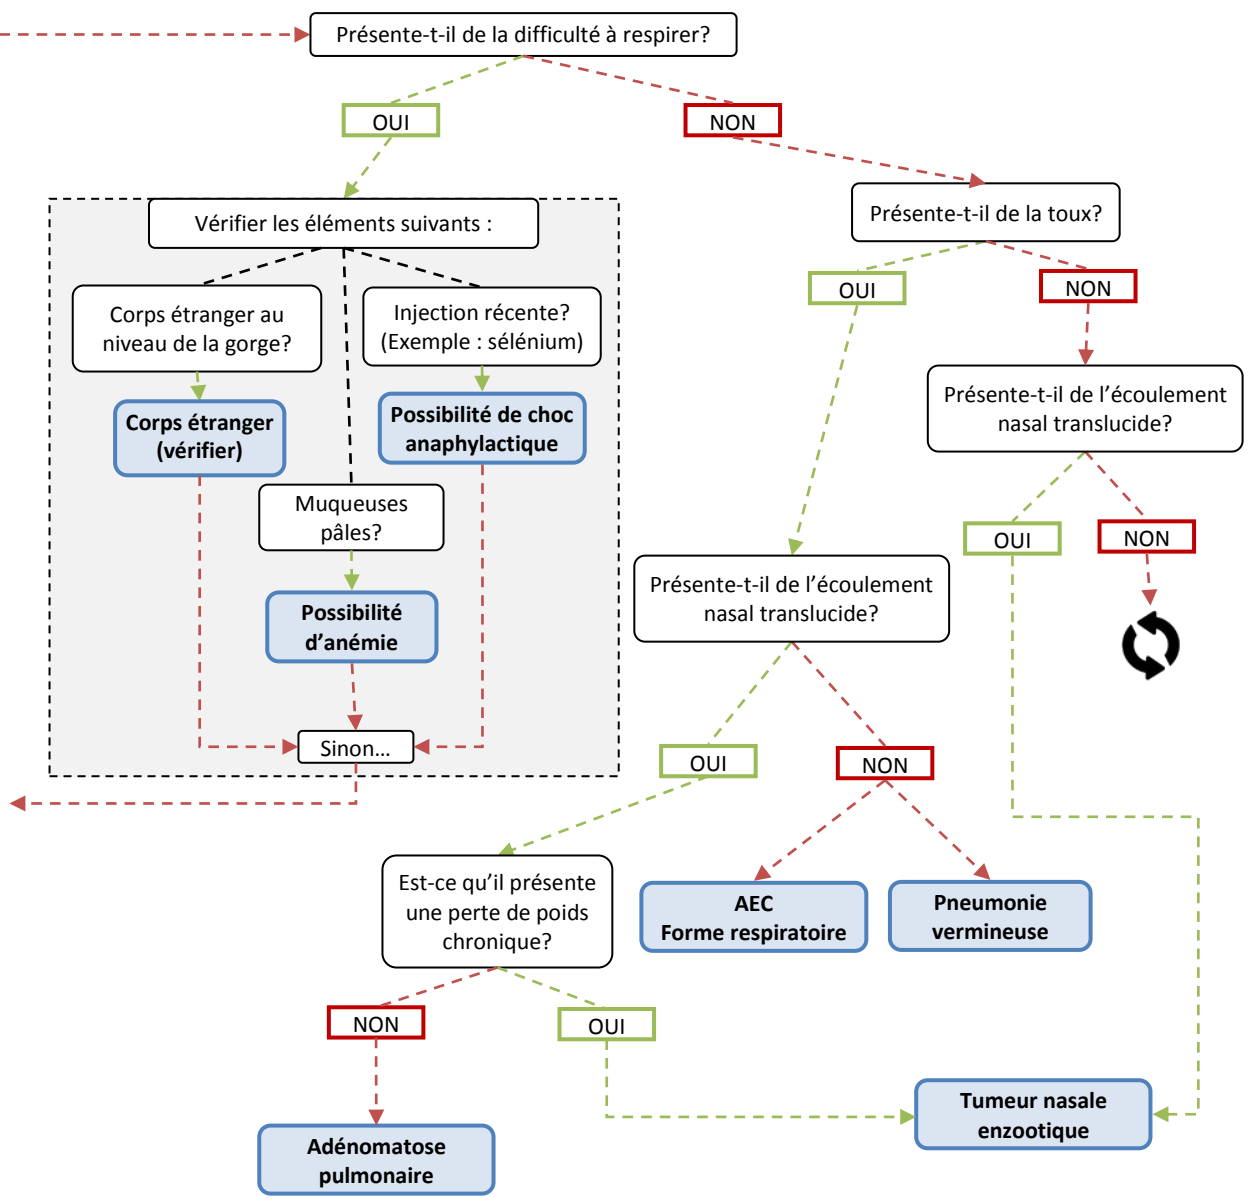 Présente-t-il de la difficulté à respirer?
OUI
NON
Vérifier les éléments suivants :
Présente-t-il de la toux?
Corps étranger au
niveau de la gorge?
Injection récente?
(Exemple : sélénium)
OUI
NON
Corps étranger
(vérifier)
Possibilité de choc
anaphylactique
Présente-t-il de l’écoulement
nasal translucide?
Muqueuses
pâles?
OUI
NON
Possibilité
d’anémie
Présente-t-il de l’écoulement
nasal translucide?
Sinon…
OUI
NON
Est-ce qu’il présente
une perte de poids
chronique?
AEC
Forme respiratoire
Pneumonie
vermineuse
NON
OUI
Tumeur nasale
enzootique
Adénomatose
pulmonaire